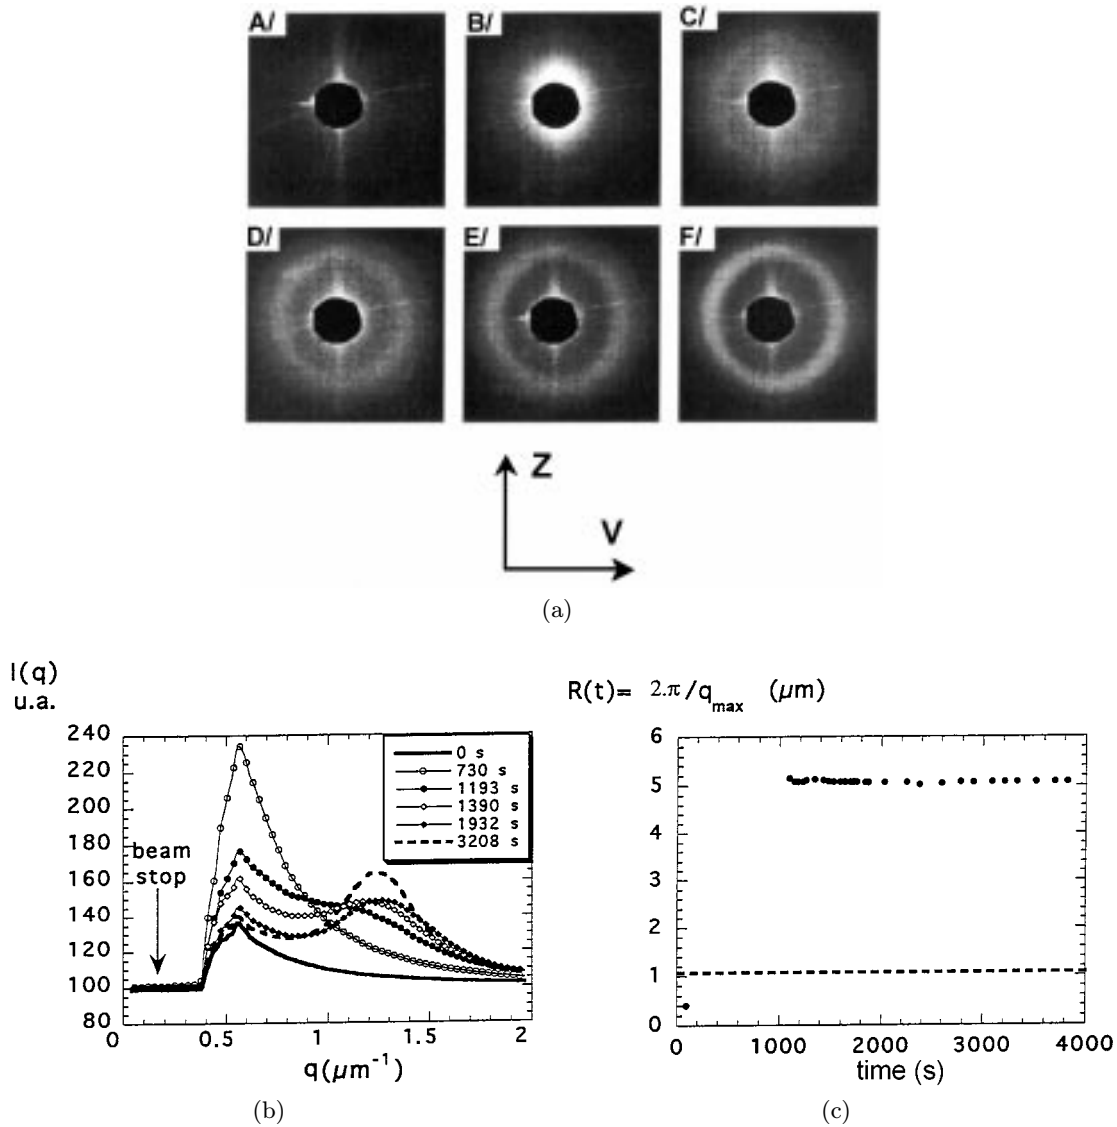 A/ B/ C/
D/ E/ F/
Z
V
(a)
I(q)
u.a.
R(t)= 2.π/q_max (μm)
240
220
200
180
160
140
120
100
80
0 s
730 s
1193 s
1390 s
1932 s
3208 s
beam
stop
0 0.5 1 1.5 2
q(μm⁻¹)
(b)
6
5
4
3
2
1
0
0 1000 2000 3000 4000
time (s)
(c)